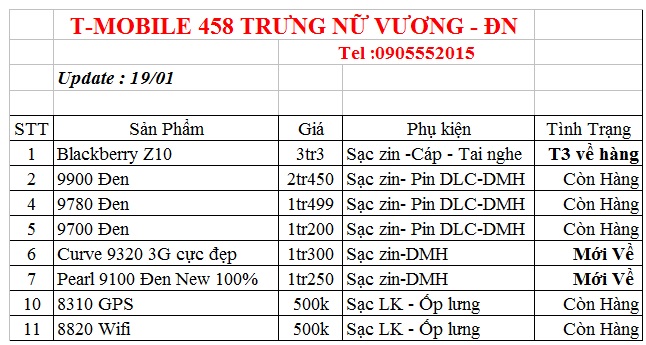 T-MOBILE 458 TRƯNG NỮ VƯƠNG - ĐN
Tel :0905552015
Update : 19/01
STT Sản Phẩm Giá Phụ kiện Tình Trạng
1 Blackberry Z10 3tr3 Sạc zin -Cáp - Tai nghe T3 về hàng
2 9900 Đen 2tr450 Sạc zin- Pin DLC-DMH Còn Hàng
4 9780 Đen 1tr499 Sạc zin- Pin DLC-DMH Còn Hàng
5 9700 Đen 1tr200 Sạc zin- Pin DLC-DMH Còn Hàng
6 Curve 9320 3G cực đẹp 1tr300 Sạc zin-DMH Mới Về
7 Pearl 9100 Đen New 100% 1tr250 Sạc zin-DMH Mới Về
10 8310 GPS 500k Sạc LK - Ốp lưng Còn Hàng
11 8820 Wifi 500k Sạc LK - Ốp lưng Còn Hàng